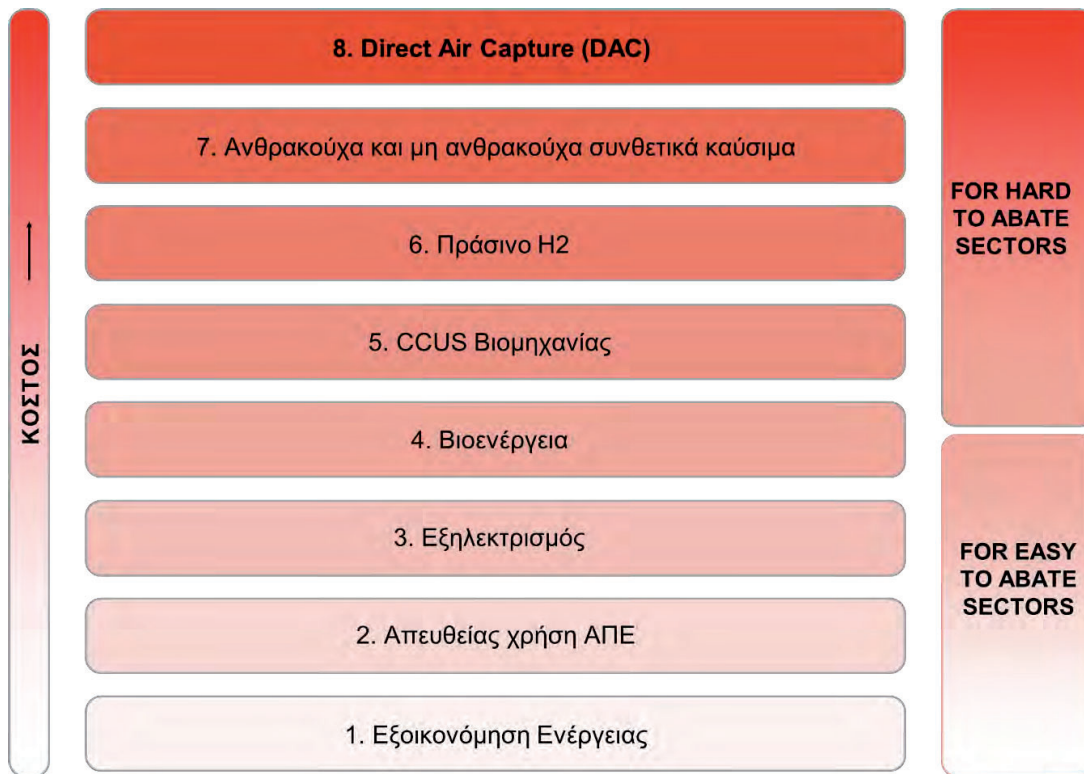 8. Direct Air Capture (DAC)
7. Ανθρακούχα και μη ανθρακούχα συνθετικά καύσιμα
6. Πράσινο H2
5. CCUS Βιομηχανίας
4. Βιοενέργεια
3. Εξηλεκτρισμός
2. Απευθείας χρήση ΑΠΕ
1. Εξοικονόμηση Ενέργειας
ΚΟΣΤΟΣ
FOR HARD
TO ABATE
SECTORS
FOR EASY
TO ABATE
SECTORS